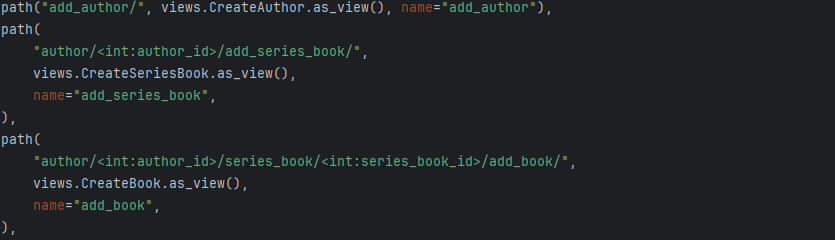 path("add_author/", views.CreateAuthor.as_view(), name="add_author"),
path(
    "author/<int:author_id>/add_series_book/",
    views.CreateSeriesBook.as_view(),
    name="add_series_book",
),
path(
    "author/<int:author_id>/series_book/<int:series_book_id>/add_book/",
    views.CreateBook.as_view(),
    name="add_book",
),